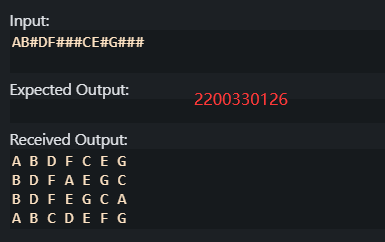 Input:
AB#DF###CE#G###
Expected Output:
2200330126
Received Output:
A B D F C E G
B D F A E G C
B D F E G C A
A B C D E F G